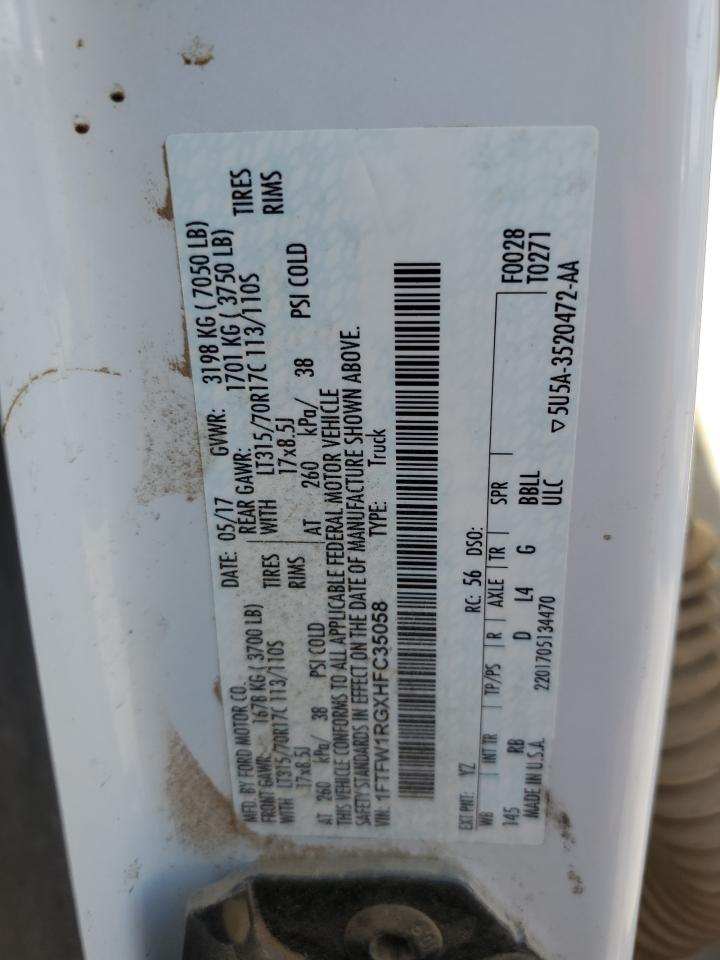 MFD. BY FORD MOTOR CO.
DATE: 05/17 GVWR: 3198 KG ( 7050 LB)
FRONT GAWR: 1678 KG ( 3700 LB) REAR GAWR: 1701 KG ( 3750 LB)
WITH LT315/70R17C 113/110S TIRES WITH LT315/70R17C 113/110S TIRES
17x8.5J RIMS 17x8.5J RIMS
AT 260 kPa/ 38 PSI COLD AT 260 kPa/ 38 PSI COLD
THIS VEHICLE CONFORMS TO ALL APPLICABLE FEDERAL MOTOR VEHICLE
SAFETY STANDARDS IN EFFECT ON THE DATE OF MANUFACTURE SHOWN ABOVE.
VIN: 1FTFW1RGXHFC35058 TYPE: Truck
EXT PNT: YZ RC: 56 DSO:
WB INT TR TP/PS R AXLE TR SPR F0028
145 RB D L4 G BBLL T0271
MADE IN U.S.A. 2201705134470 ULC
▽5U5A-3520472-AA